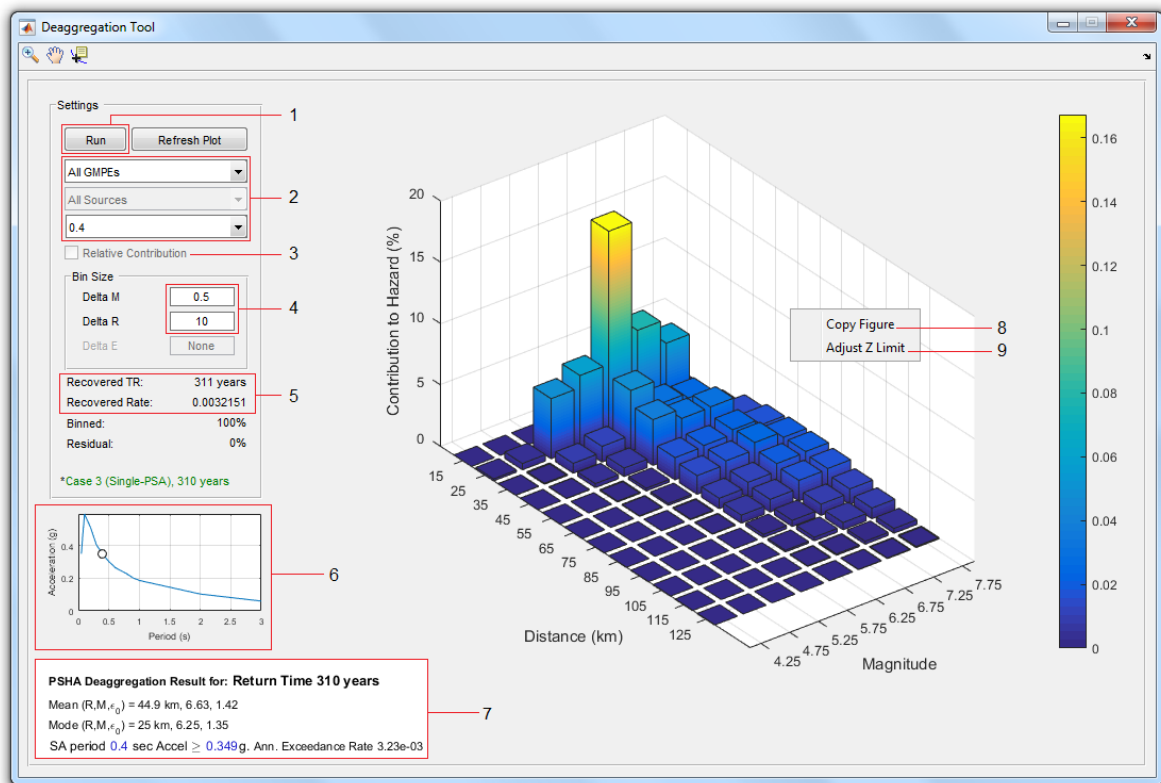 Deaggregation Tool
Settings
Run
Refresh Plot
All GMPEs
All Sources
0.4
Relative Contribution
Bin Size
Delta M 0.5
Delta R 10
Delta E None
Recovered TR: 311 years
Recovered Rate: 0.0032151
Binned: 100%
Residual: 0%
*Case 3 (Single-PSA), 310 years
1
2
3
4
5
Acceleration (g)
0.4
0.2
0
0 0.5 1 1.5 2 2.5 3
Period (s)
6
PSHA Deaggregation Result for: Return Time 310 years
Mean (R,M,ϵ0) = 44.9 km, 6.63, 1.42
Mode (R,M,ϵ0) = 25 km, 6.25, 1.35
SA period 0.4 sec Accel ≥ 0.349g. Ann. Exceedance Rate 3.23e-03
7
Contribution to Hazard (%)
20
15
10
5
0
15 25 35 45 55 65 75 85 95 105 115 125
Distance (km)
4.25 4.75 5.25 5.75 6.25 6.75 7.25 7.75
Magnitude
Copy Figure
8
Adjust Z Limit
9
0.16
0.14
0.12
0.1
0.08
0.06
0.04
0.02
0